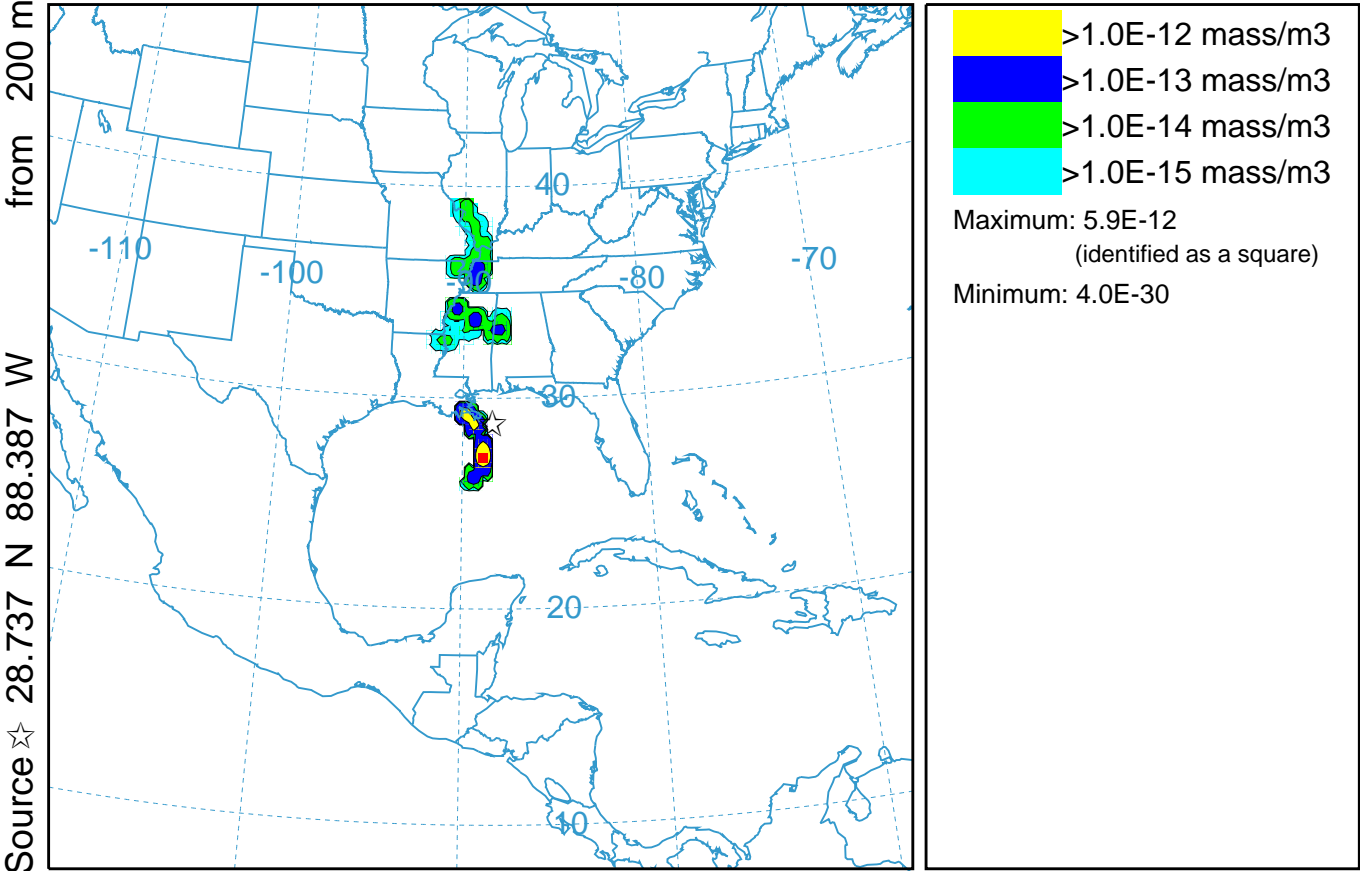 Source ☆ 28.737 N 88.387 W from 200 m
40
-110
-100
-90
-80
-70
30
20
10
>1.0E-12 mass/m3
>1.0E-13 mass/m3
>1.0E-14 mass/m3
>1.0E-15 mass/m3
Maximum: 5.9E-12
(identified as a square)
Minimum: 4.0E-30